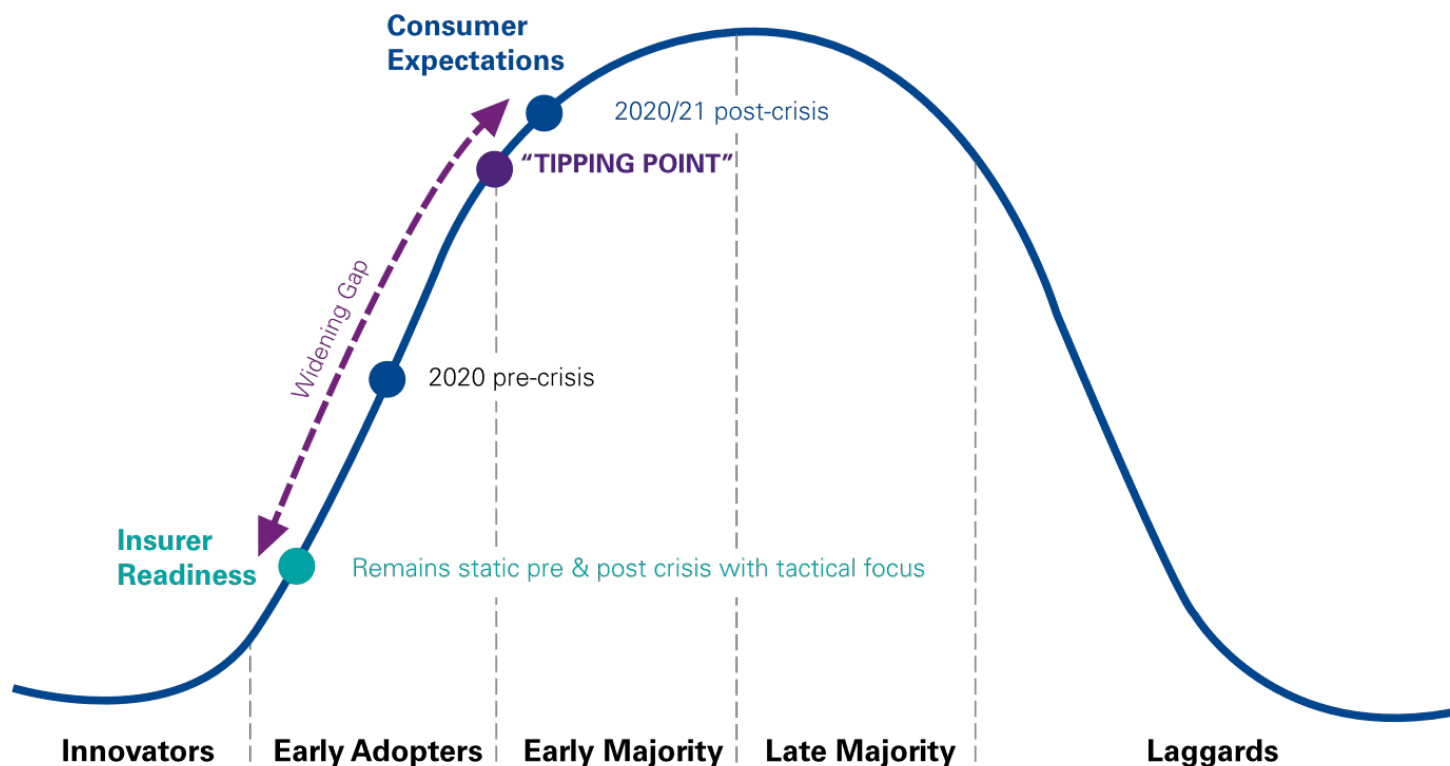 Consumer
Expectations
2020/21 post-crisis
“TIPPING POINT”
Widening Gap
2020 pre-crisis
Insurer
Readiness
Remains static pre & post crisis with tactical focus
Innovators
Early Adopters
Early Majority
Late Majority
Laggards